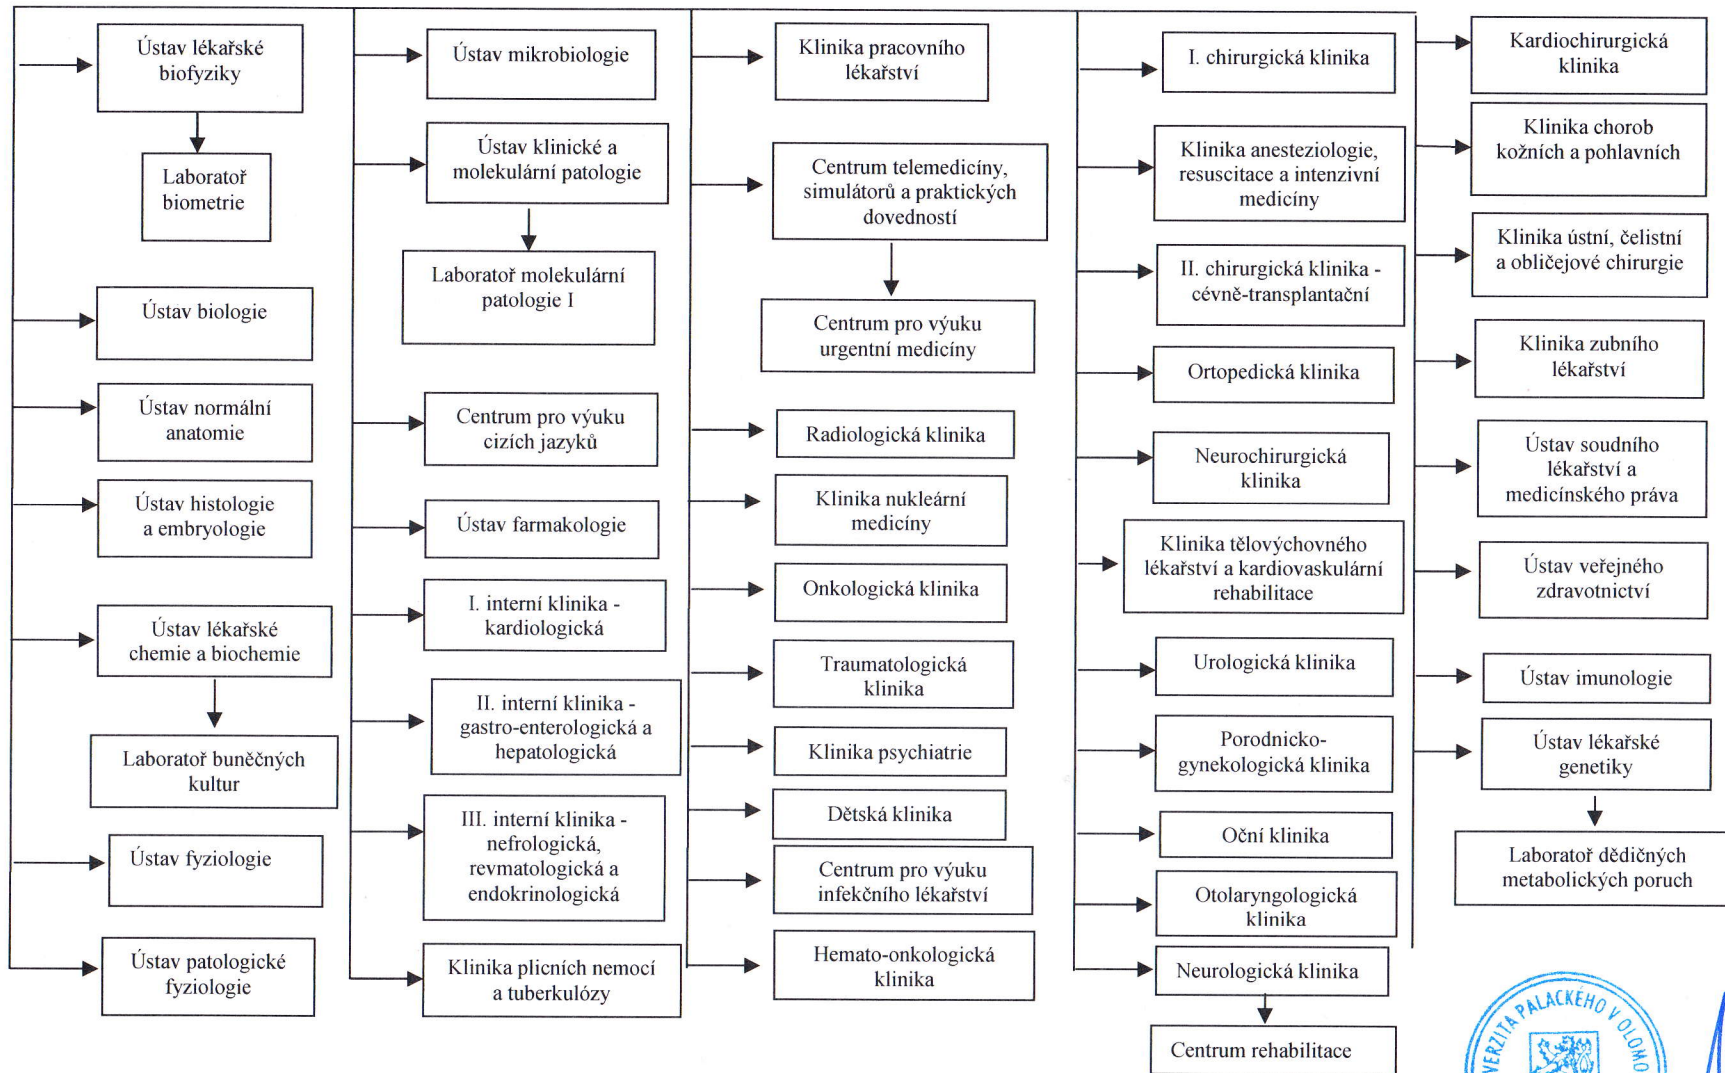 Ústav lékařské
biofyziky
Laboratoř
biometrie
Ústav biologie
Ústav normální
anatomie
Ústav histologie
a embryologie
Ústav lékařské
chemie a biochemie
Laboratoř buněčných
kultur
Ústav fyziologie
Ústav patologické
fyziologie
Ústav mikrobiologie
Ústav klinické a
molekulární patologie
Laboratoř molekulární
patologie I
Centrum pro výuku
cizích jazyků
Ústav farmakologie
I. interní klinika -
kardiologická
II. interní klinika -
gastro-enterologická a
hepatologická
III. interní klinika -
nefrologická,
revmatologická a
endokrinologická
Klinika plicních nemocí
a tuberkulózy
Klinika pracovního
lékařství
Centrum telemedicíny,
simulátorů a praktických
dovedností
Centrum pro výuku
urgentní medicíny
Radiologická klinika
Klinika nukleární
medicíny
Onkologická klinika
Traumatologická
klinika
Klinika psychiatrie
Dětská klinika
Centrum pro výuku
infekčního lékařství
Hemato-onkologická
klinika
I. chirurgická klinika
Klinika anesteziologie,
resuscitace a intenzivní
medicíny
II. chirurgická klinika -
cévně-transplantační
Ortopedická klinika
Neurochirurgická
klinika
Klinika tělovýchovného
lékařství a kardiovaskulární
rehabilitace
Urologická klinika
Porodnicko-
gynekologická klinika
Oční klinika
Otolaryngologická
klinika
Neurologická klinika
Centrum rehabilitace
Kardiochirurgická
klinika
Klinika chorob
kožních a pohlavních
Klinika ústní, čelistní
a obličejové chirurgie
Klinika zubního
lékařství
Ústav soudního
lékařství a
medicínského práva
Ústav veřejného
zdravotnictví
Ústav imunologie
Ústav lékařské
genetiky
Laboratoř dědičných
metabolických poruch
VERZITA PALACKÉHO V OLOMO